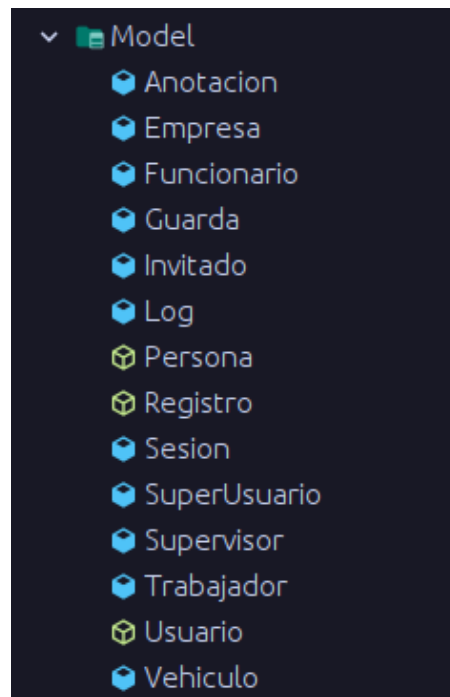 Model
Anotacion
Empresa
Funcionario
Guarda
Invitado
Log
Persona
Registro
Sesion
SuperUsuario
Supervisor
Trabajador
Usuario
Vehiculo